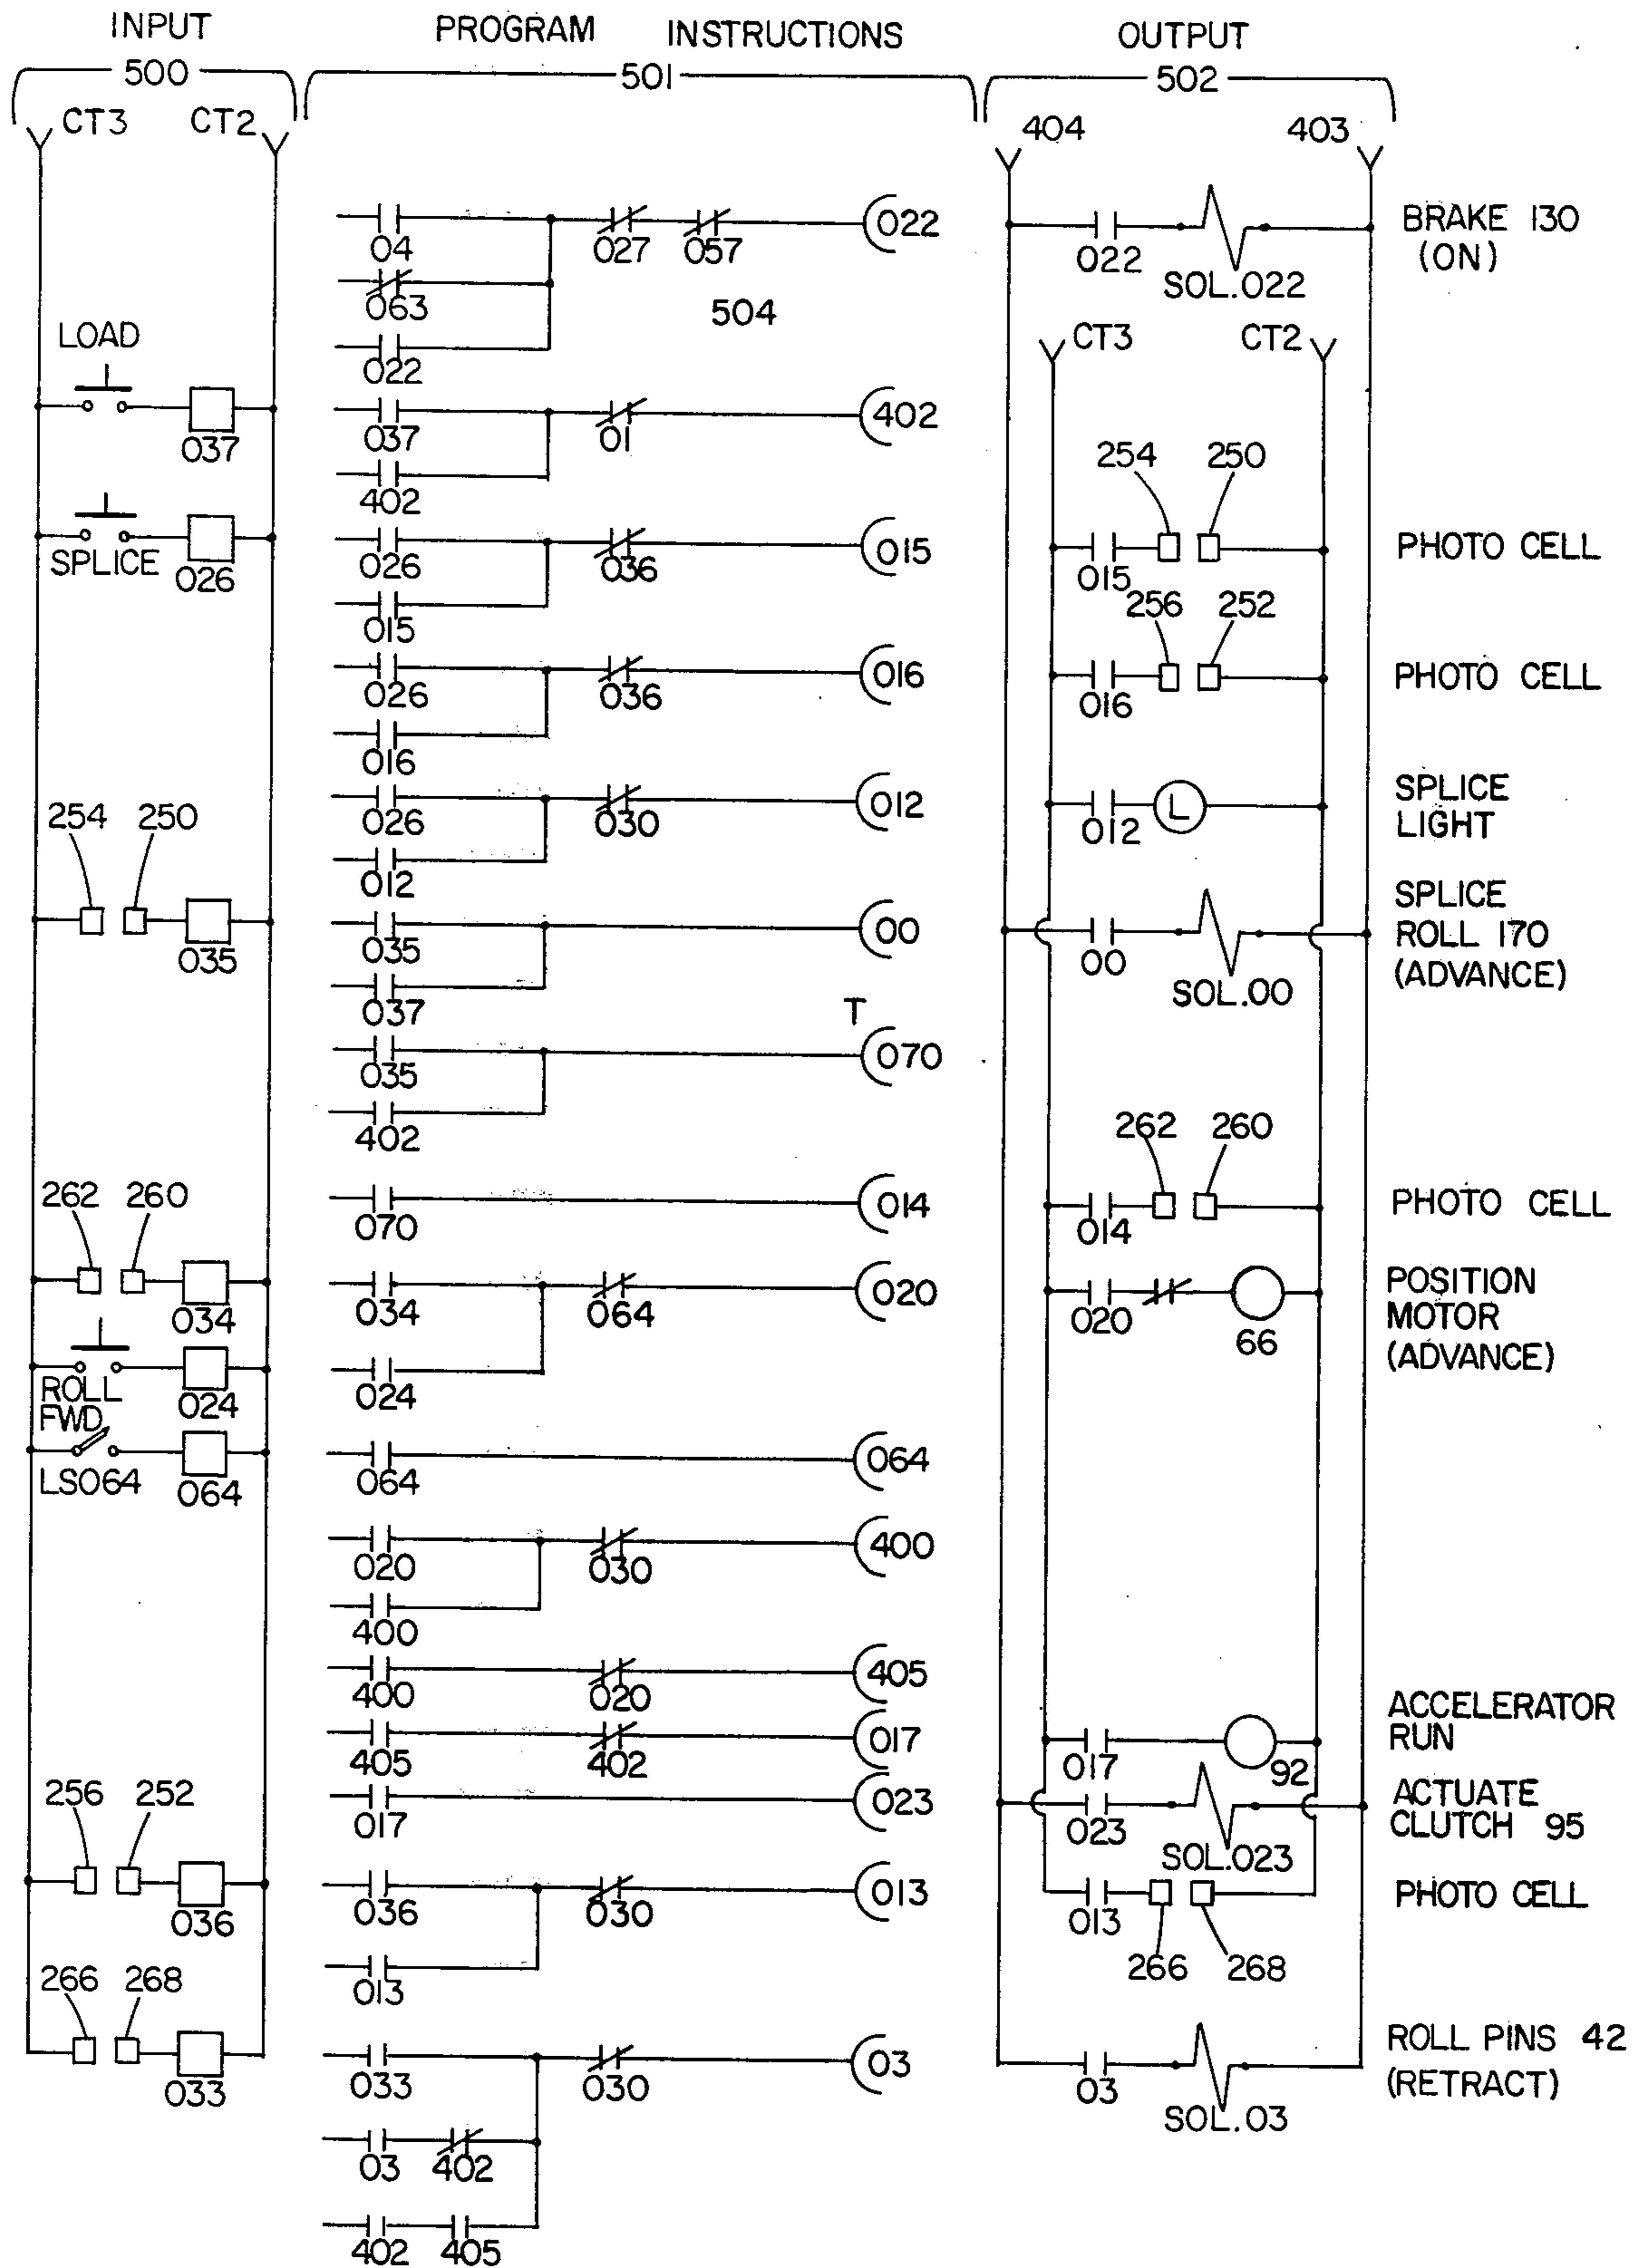 INPUT PROGRAM INSTRUCTIONS OUTPUT
500 501 502
CT3 CT2 404 403
04 027 057 022
063
022
504
022 SOL.022 BRAKE 130
(ON)
CT3 CT2
LOAD
037
037 01 402
402
SPLICE 026
026 036 015
015
254 250
015 PHOTO CELL
026 036 016
016
256 252
016 PHOTO CELL
026 030 012
012
012 L SPLICE
LIGHT
254 250
035
035 00
037
00 SOL.00 SPLICE
ROLL 170
(ADVANCE)
T
035 070
402
070 014
262 260
014 PHOTO CELL
262 260
034
034 064 020
024
020 66 POSITION
MOTOR
(ADVANCE)
ROLL
FWD
024
LS064 064
064 064
020 030 400
400
400 020 405
405 402 017
017 92 ACCELERATOR
RUN
017 023
023 SOL.023 ACTUATE
CLUTCH 95
256 252
036
036 030 013
013
013 PHOTO CELL
266 268
266 268
033
033 030 03
03 402
402 405
03 SOL.03 ROLL PINS 42
(RETRACT)